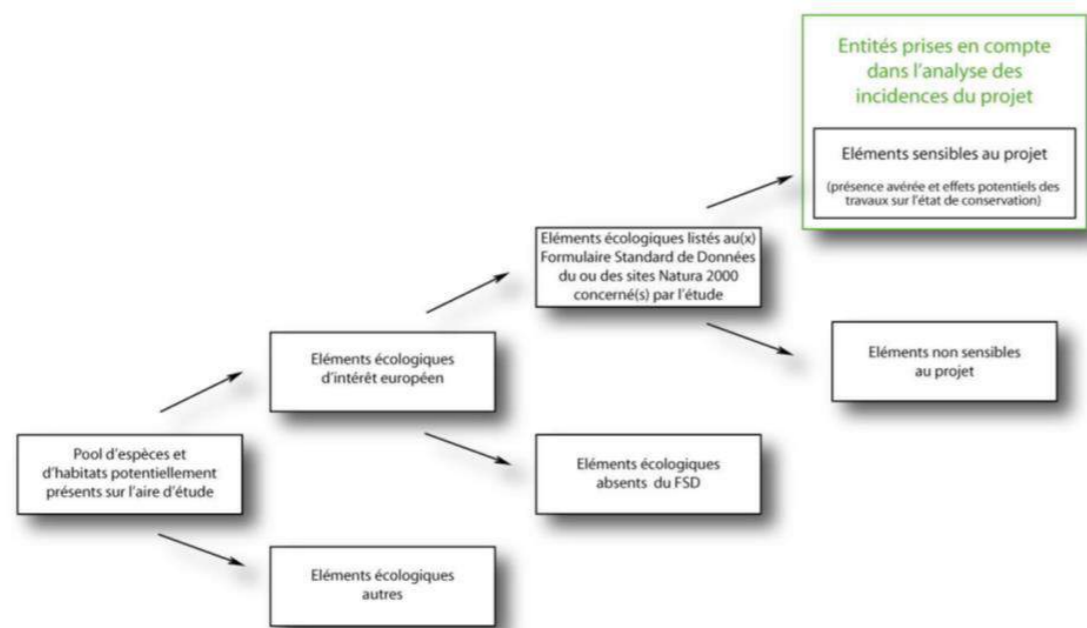 Entités prises en compte
dans l'analyse des
incidences du projet
Eléments sensibles au projet
(présence avérée et effets potentiels des
travaux sur l'état de conservation)
Eléments écologiques listés au(x)
Formulaire Standard de Données
du ou des sites Natura 2000
concerné(s) par l'étude
Eléments non sensibles
au projet
Eléments écologiques
d'intérêt européen
Pool d'espèces et
d'habitats potentiellement
présents sur l'aire d'étude
Eléments écologiques
absents du FSD
Eléments écologiques
autres